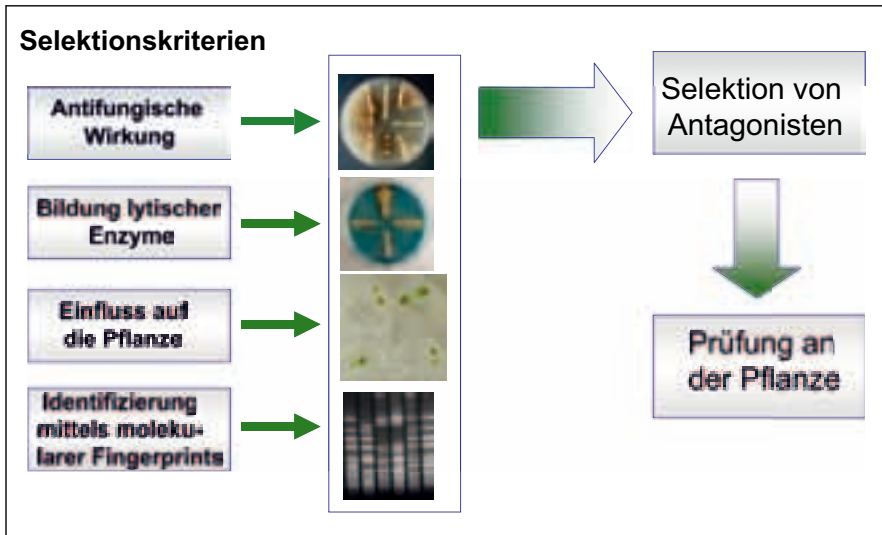 Selektionskriterien
Antifungische
Wirkung
Bildung lytischer
Enzyme
Einfluss auf
die Pflanze
Identifizierung
mittels moleku-
larer Fingerprints
Selektion von
Antagonisten
Prüfung an
der Pflanze